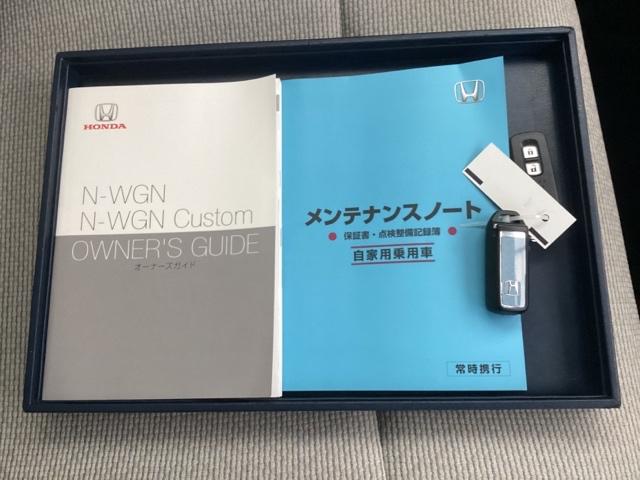 HONDA
N-WGN
N-WGN Custom
OWNER'S GUIDE
オーナーズガイド
メンテナンスノート
保証書・点検整備記録簿
自家用乗用車
常時携行